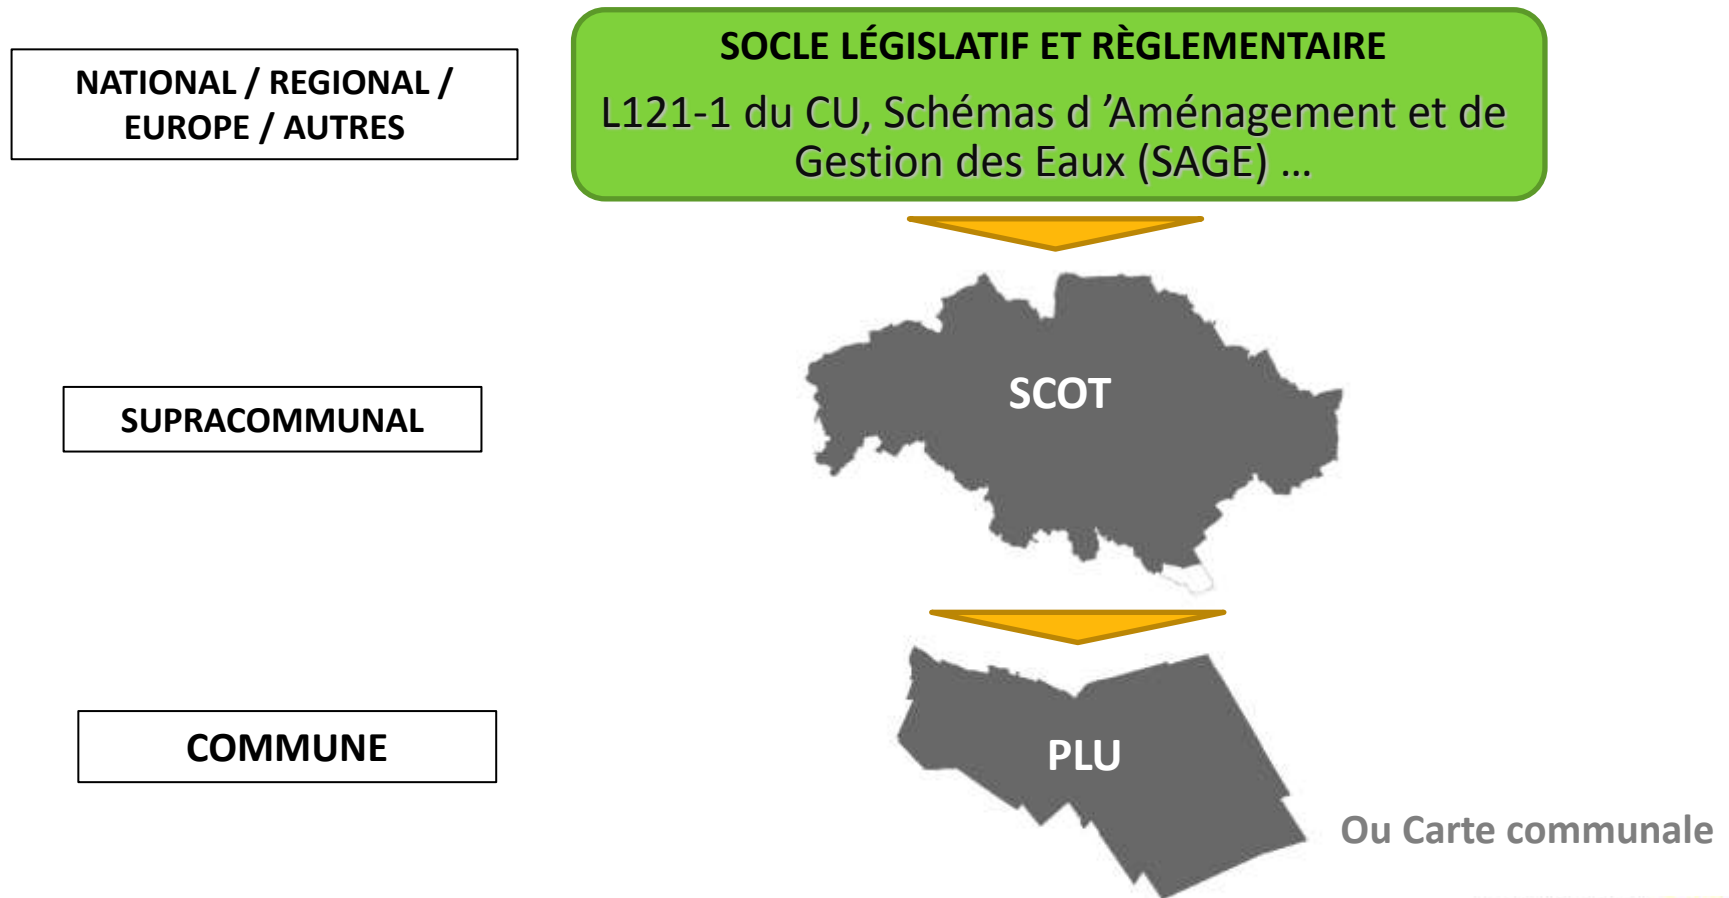 NATIONAL / REGIONAL /
EUROPE / AUTRES
SOCLE LÉGISLATIF ET RÈGLEMENTAIRE
L121-1 du CU, Schémas d ’Aménagement et de
Gestion des Eaux (SAGE) ...
SUPRACOMMUNAL
SCOT
COMMUNE
PLU
Ou Carte communale